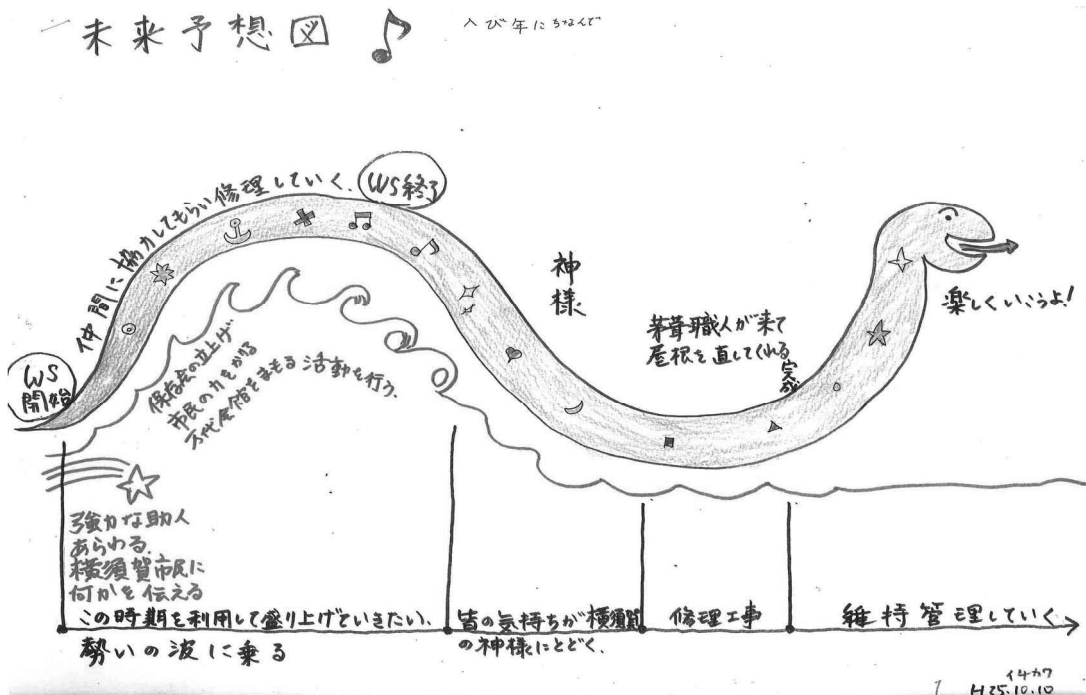 未来予想図♪
へび年にちなんで
WS
開始
仲間に協力してもらい修理していく.
WS終了
保存会の立上げ
市民の力をかりる
万代会館をまもる活動を行う.
神様
茅葺職人が来て
屋根を直してくれる
完成
楽しくいこうよ!
強力な助人
あらわる.
横須賀市民に
何かを伝える
この時期を利用して盛り上げていきたい.
勢いの波に乗る
皆の気持ちが横須賀
の神様にとどく.
修理工事
維持管理していく
イチカワ
1
H25.10.10